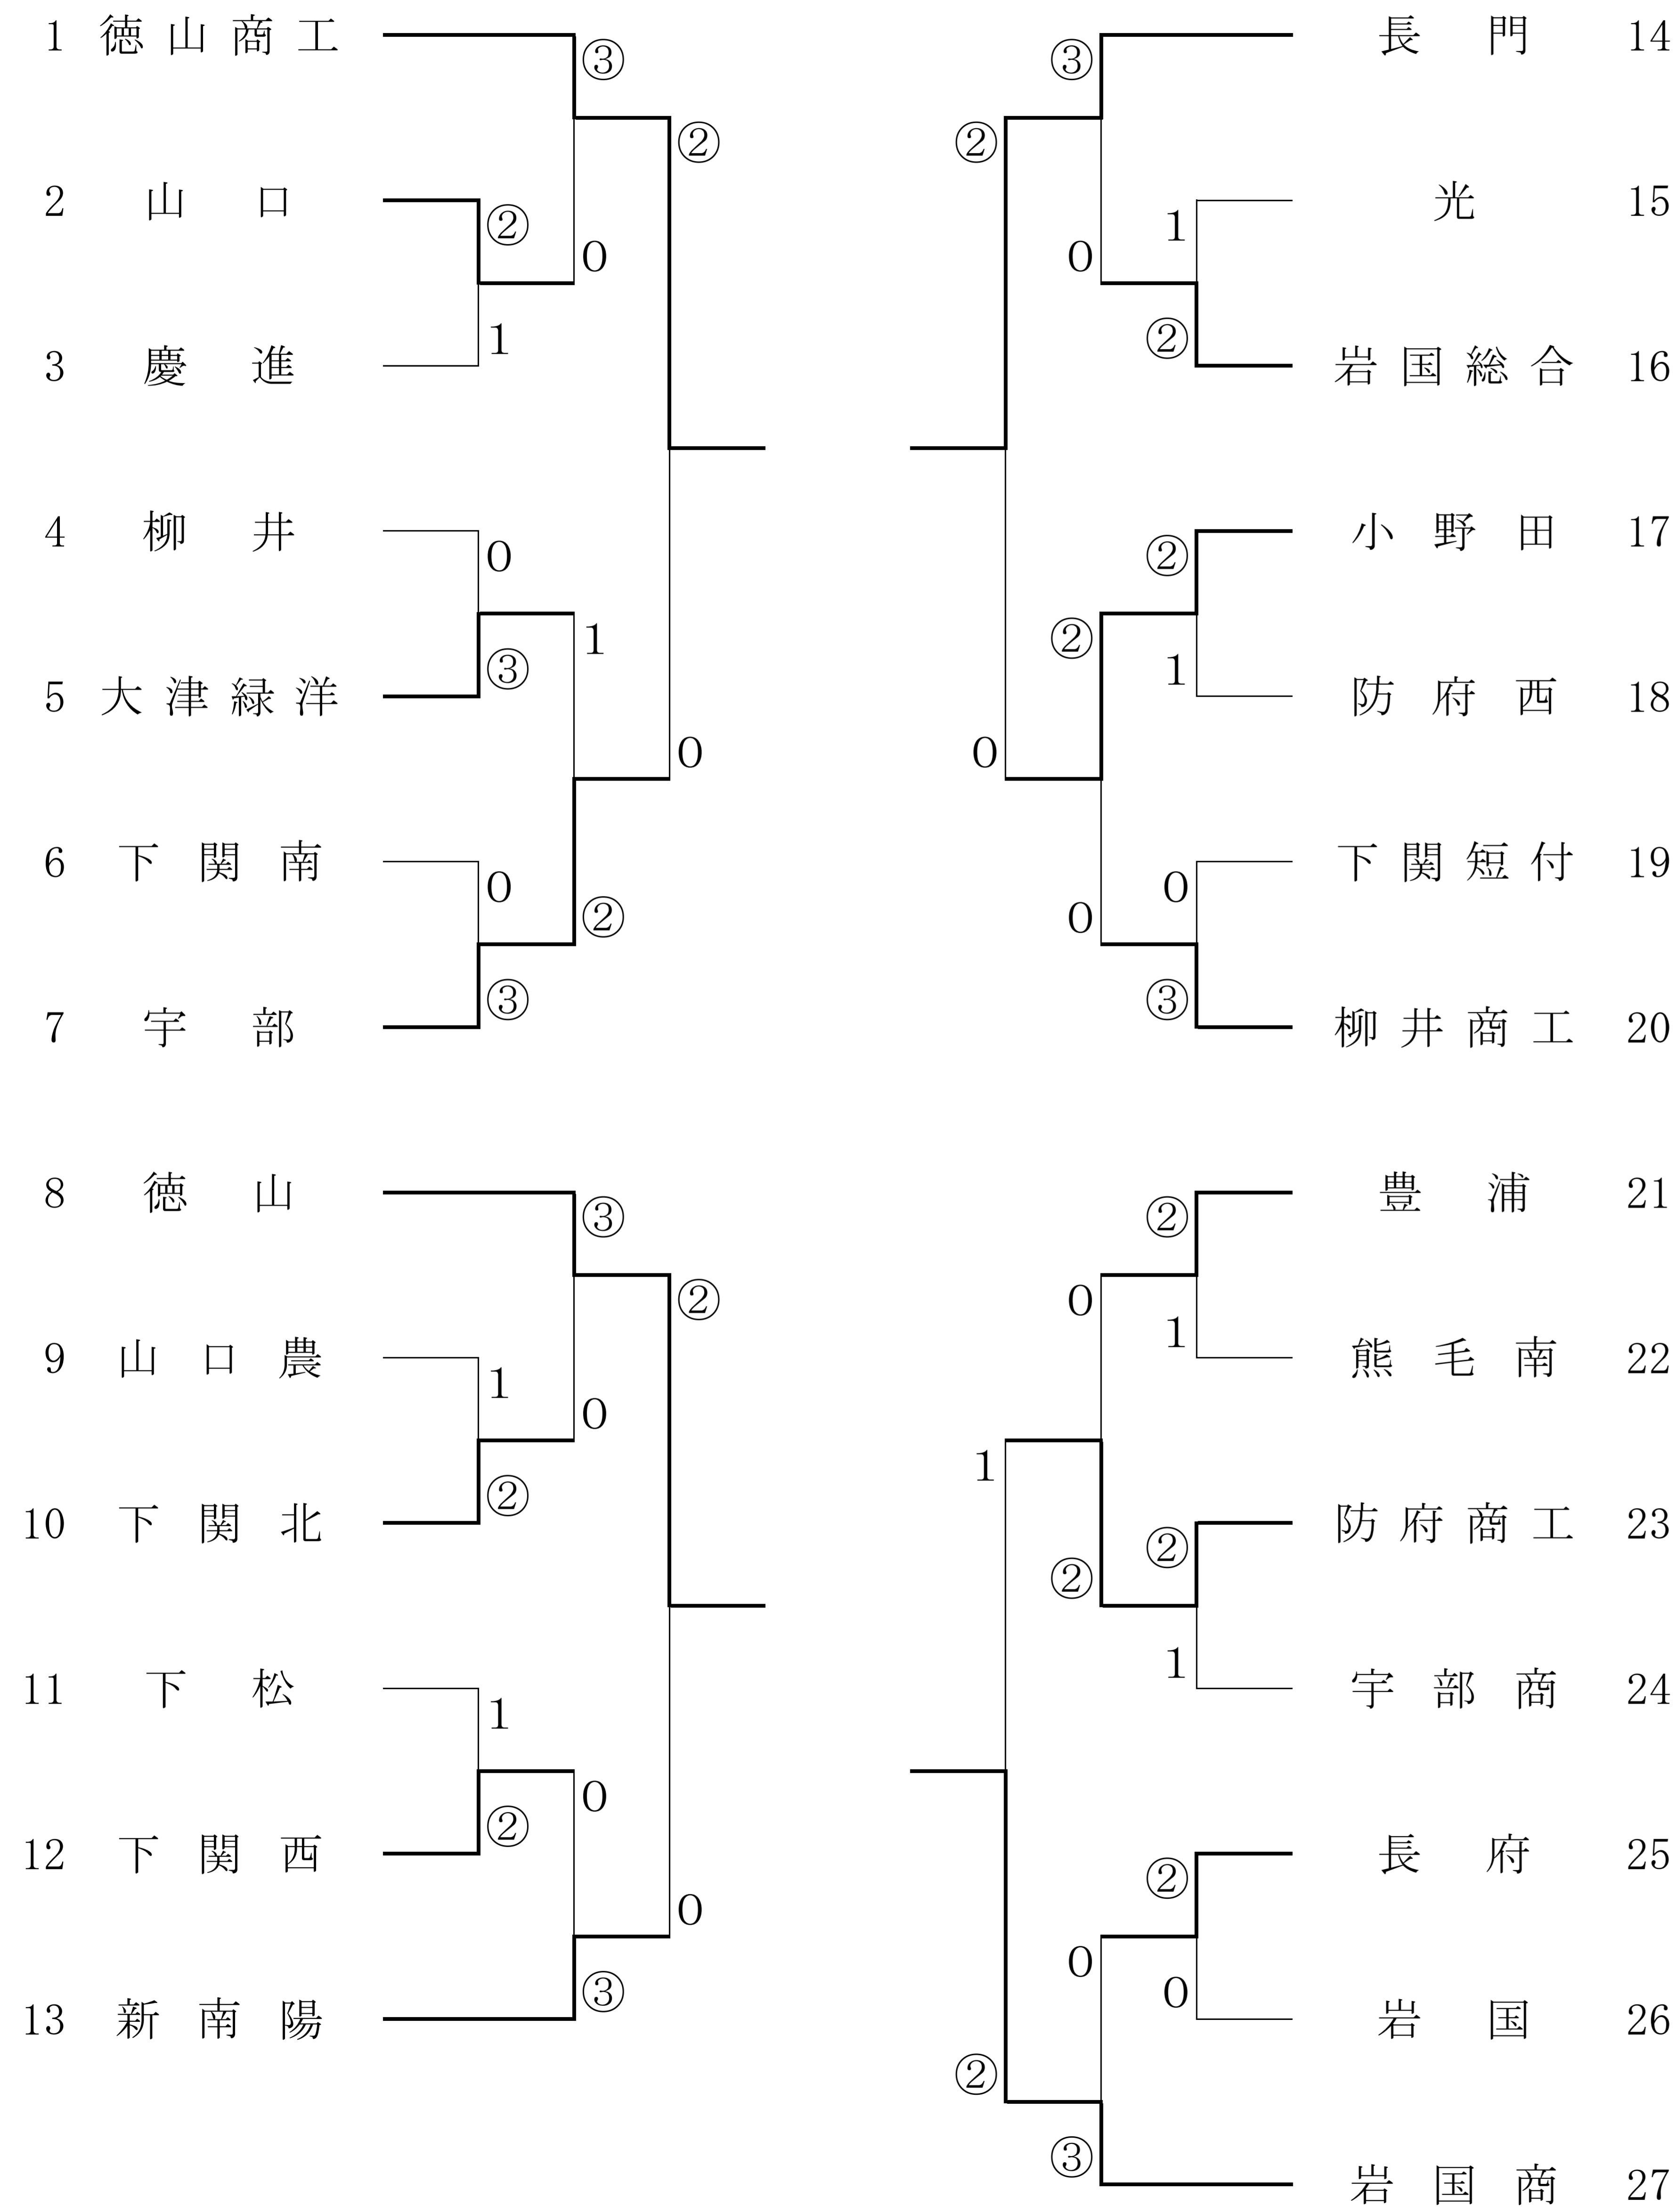 1 徳山商工 ③ ③ 長門 14
② ②
2 山口 ② 0 0 1 光 15
3 慶進 1 ② 岩国総合 16
4 柳井 0 ② 小野田 17
1 ②
5 大津緑洋 ③ 1 防府西 18
0 0
6 下関南 0 0 下関短付 19
② 0
7 宇部 ③ ③ 柳井商工 20
8 徳山 ③ ② 豊浦 21
② 0
9 山口農 1 1 熊毛南 22
0 1
10 下関北 ② ② ② 防府商工 23
11 下松 1 1 宇部商 24
0
12 下関西 ② ② 長府 25
0 0
13 新南陽 ③ 0 岩国 26
②
③ 岩国商 27